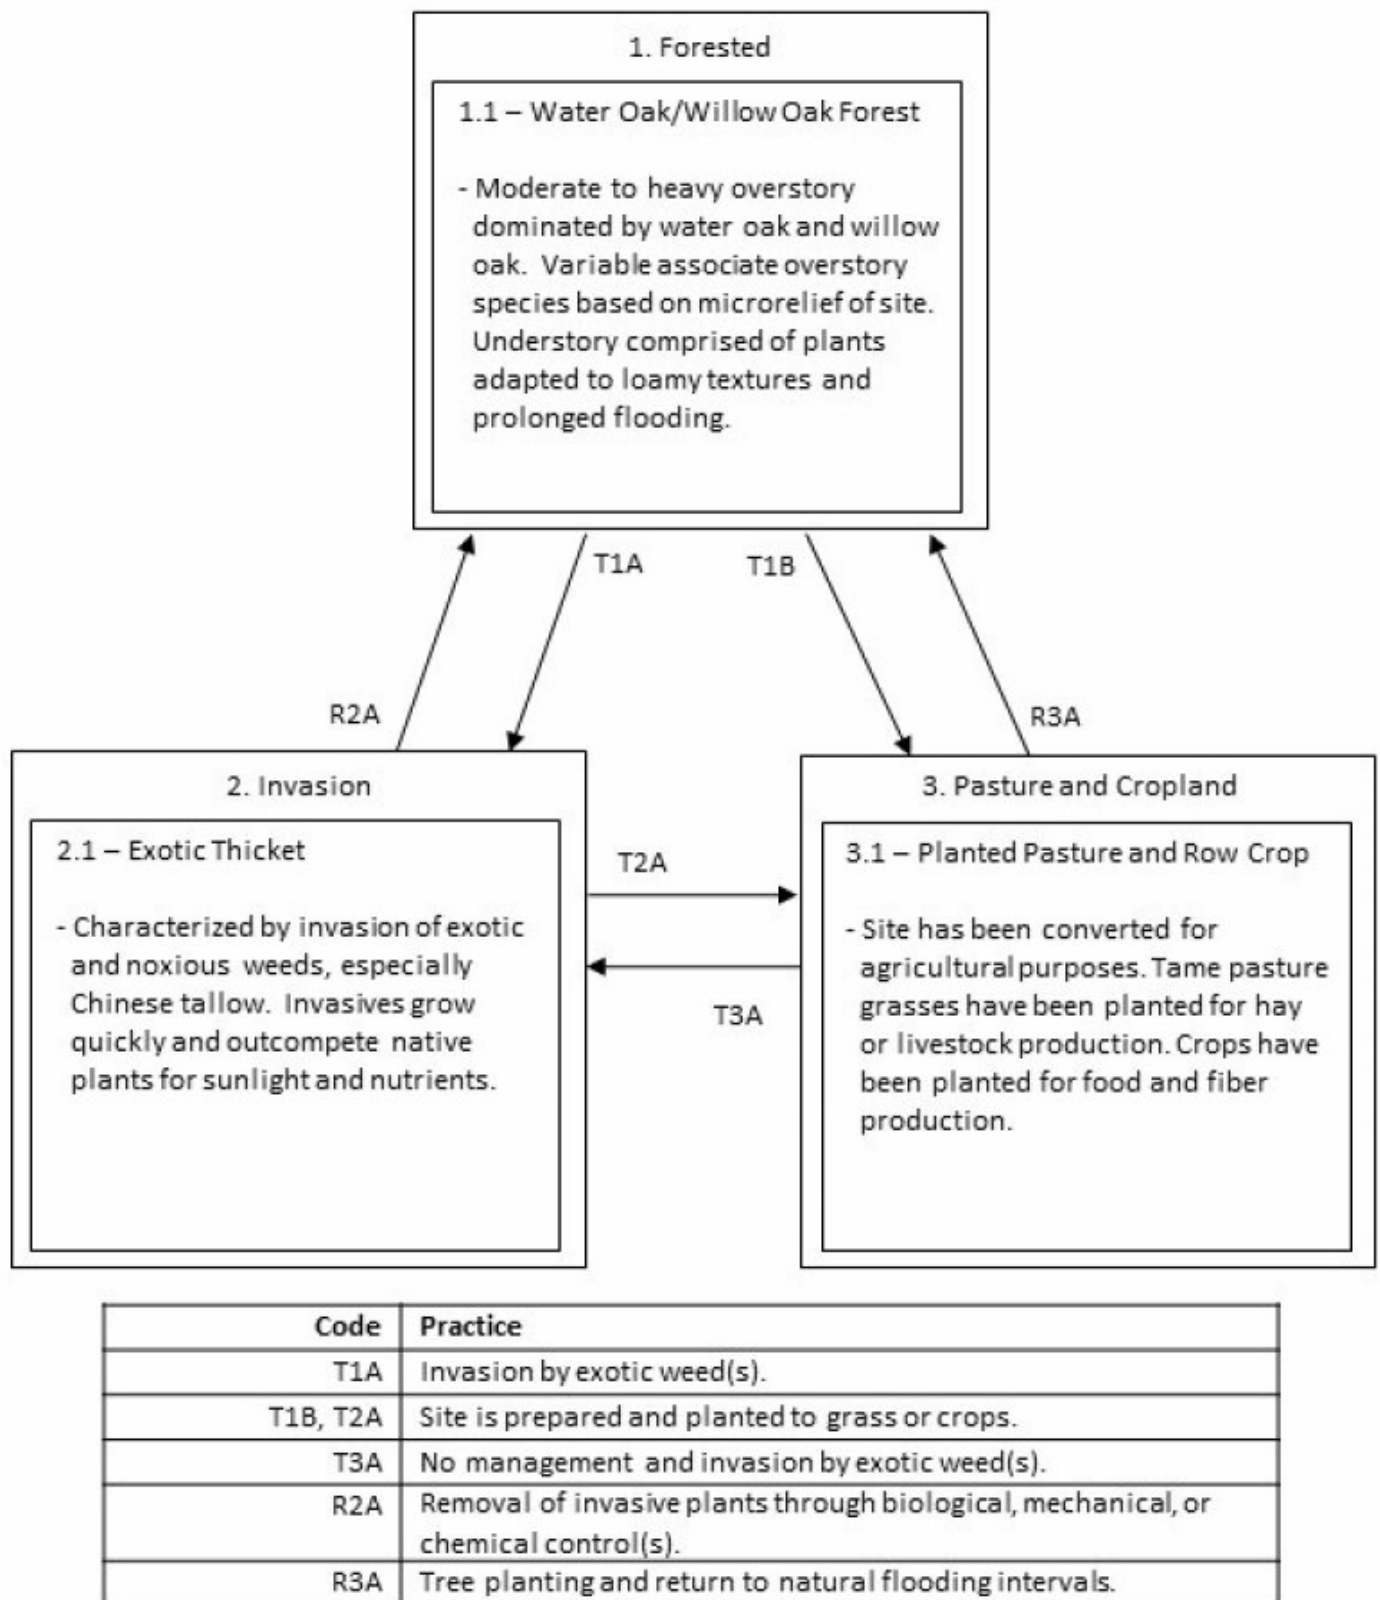 1. Forested
1.1 – Water Oak/Willow Oak Forest
- Moderate to heavy overstory
dominated by water oak and willow
oak. Variable associate overstory
species based on microrelief of site.
Understory comprised of plants
adapted to loamy textures and
prolonged flooding.
T1A
T1B
R2A
R3A
2. Invasion
2.1 – Exotic Thicket
- Characterized by invasion of exotic
and noxious weeds, especially
Chinese tallow. Invasives grow
quickly and outcompete native
plants for sunlight and nutrients.
T2A
T3A
3. Pasture and Cropland
3.1 – Planted Pasture and Row Crop
- Site has been converted for
agricultural purposes. Tame pasture
grasses have been planted for hay
or livestock production. Crops have
been planted for food and fiber
production.
Code Practice
T1A Invasion by exotic weed(s).
T1B, T2A Site is prepared and planted to grass or crops.
T3A No management and invasion by exotic weed(s).
R2A Removal of invasive plants through biological, mechanical, or
chemical control(s).
R3A Tree planting and return to natural flooding intervals.